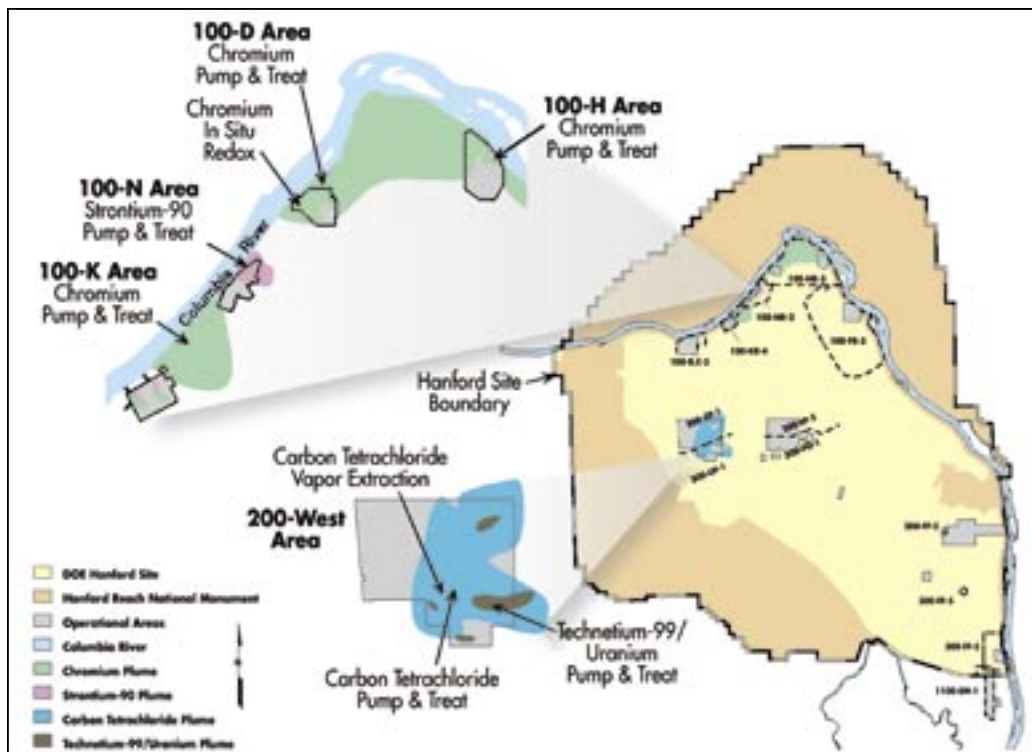 100-D Area
Chromium
Pump & Treat
Chromium
In Situ
Redox
100-H Area
Chromium
Pump & Treat
100-N Area
Strontium-90
Pump & Treat
100-K Area
Chromium
Pump & Treat
Columbia River
Hanford Site
Boundary
Carbon Tetrachloride
Vapor Extraction
200-West
Area
Technetium-99/
Uranium
Pump & Treat
Carbon Tetrachloride
Pump & Treat
DOE Hanford Site
Hanford Reach National Monument
Operational Areas
Columbia River
Chromium Plume
Strontium-90 Plume
Carbon Tetrachloride Plume
Technetium-99/Uranium Plume